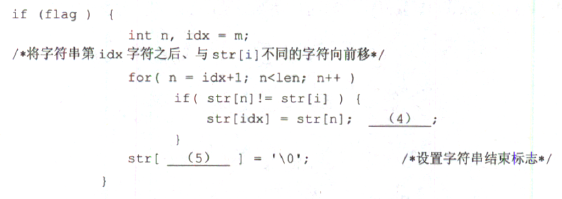 if (flag ) {
int n, idx = m;
/*将字符串第idx字符之后、与str[i]不同的字符向前移*/
for( n = idx+1; n<len; n++ )
if( str[n]!= str[i] ) {
str[idx] = str[n]; (4) ;
}
str[ (5) ] = '\0'; /*设置字符串结束标志*/
}